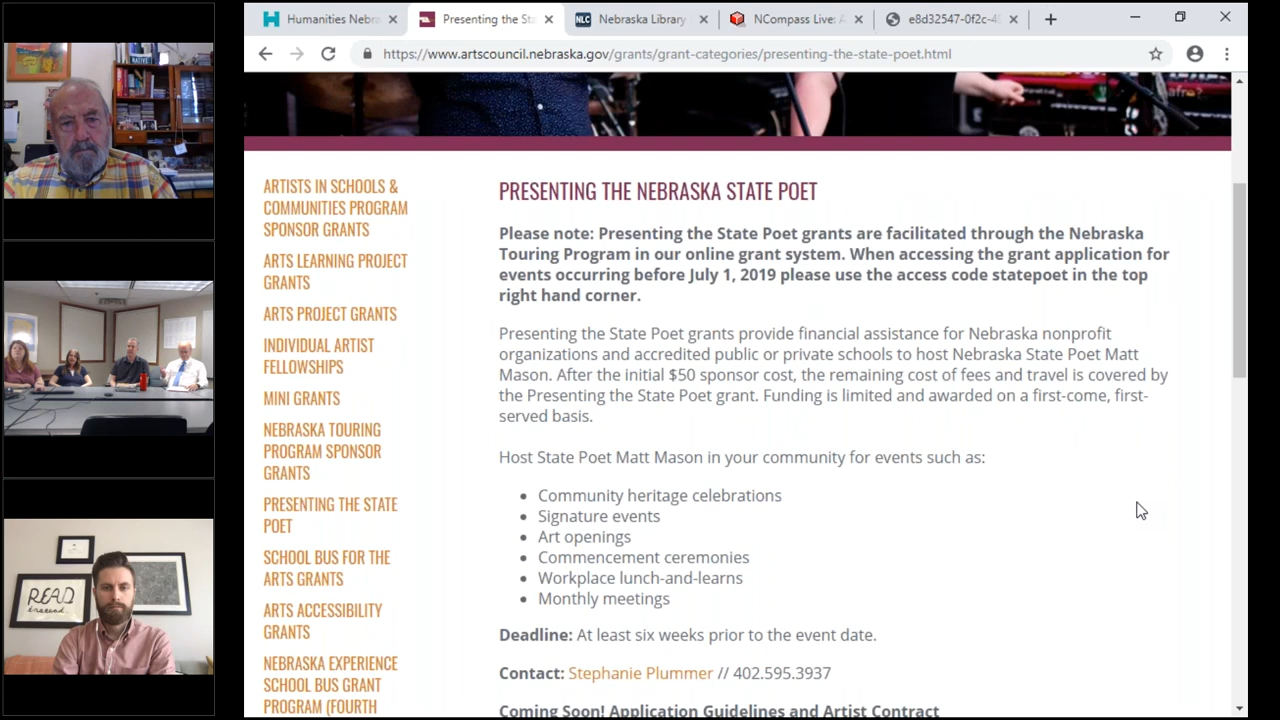 Humanities Nebra
Presenting the Sta
Nebraska Library
NCompass Live: A
e8d32547-0f2c-4
https://www.artscouncil.nebraska.gov/grants/grant-categories/presenting-the-state-poet.html
ARTISTS IN SCHOOLS &
COMMUNITIES PROGRAM
SPONSOR GRANTS
ARTS LEARNING PROJECT
GRANTS
ARTS PROJECT GRANTS
INDIVIDUAL ARTIST
FELLOWSHIPS
MINI GRANTS
NEBRASKA TOURING
PROGRAM SPONSOR
GRANTS
PRESENTING THE STATE
POET
SCHOOL BUS FOR THE
ARTS GRANTS
ARTS ACCESSIBILITY
GRANTS
NEBRASKA EXPERIENCE
SCHOOL BUS GRANT
PROGRAM (FOURTH
PRESENTING THE NEBRASKA STATE POET
Please note: Presenting the State Poet grants are facilitated through the Nebraska
Touring Program in our online grant system. When accessing the grant application for
events occurring before July 1, 2019 please use the access code statepoet in the top
right hand corner.
Presenting the State Poet grants provide financial assistance for Nebraska nonprofit
organizations and accredited public or private schools to host Nebraska State Poet Matt
Mason. After the initial $50 sponsor cost, the remaining cost of fees and travel is covered by
the Presenting the State Poet grant. Funding is limited and awarded on a first-come, first-
served basis.
Host State Poet Matt Mason in your community for events such as:
Community heritage celebrations
Signature events
Art openings
Commencement ceremonies
Workplace lunch-and-learns
Monthly meetings
Deadline: At least six weeks prior to the event date.
Contact: Stephanie Plummer // 402.595.3937
Coming Soon! Application Guidelines and Artist Contract
NATIVE
READ
NLC